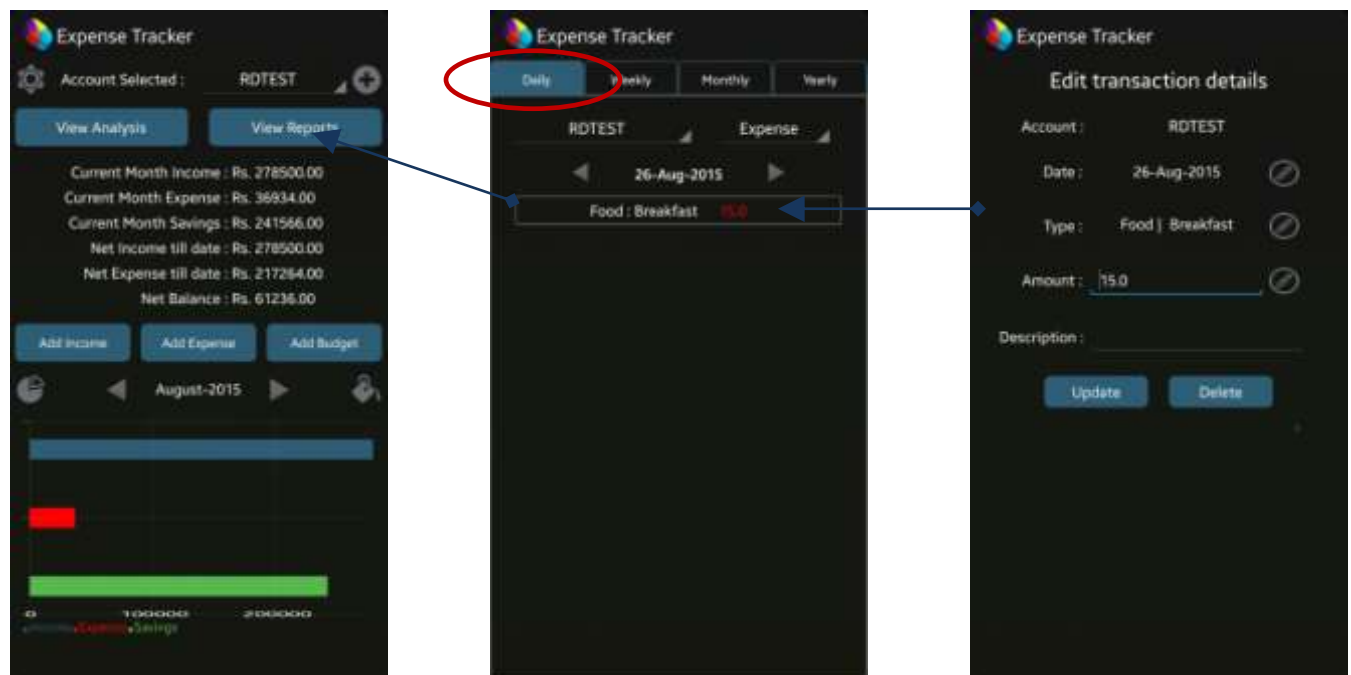 Expense Tracker
Account Selected : RDTEST
View Analysis View Reports
Current Month Income : Rs. 278500.00
Current Month Expense : Rs. 36934.00
Current Month Savings : Rs. 241566.00
Net Income till date : Rs. 278500.00
Net Expense till date : Rs. 217264.00
Net Balance : Rs. 61236.00
Add Income Add Expense Add Budget
August-2015
0 100000 200000
Income Expense Savings
Expense Tracker
Daily Weekly Monthly Yearly
RDTEST Expense
26-Aug-2015
Food : Breakfast 15.0
Expense Tracker
Edit transaction details
Account : RDTEST
Date : 26-Aug-2015
Type : Food | Breakfast
Amount : 15.0
Description :
Update Delete